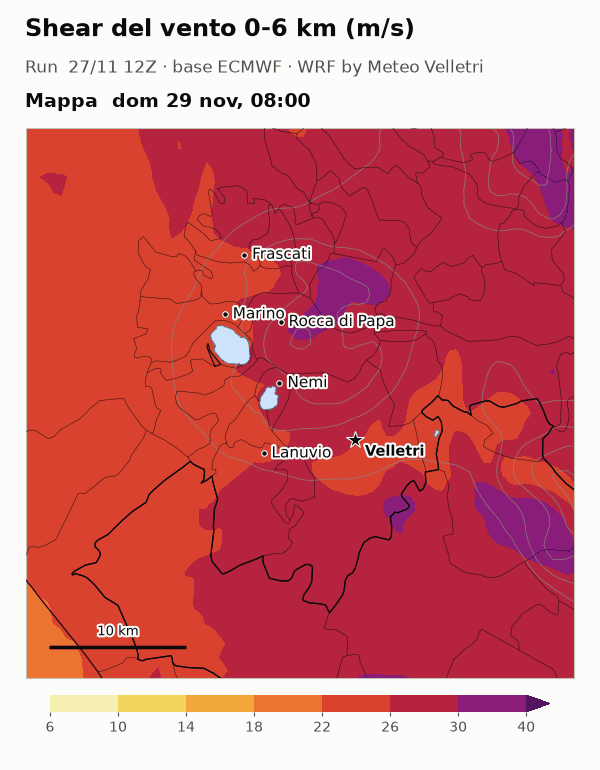 Shear del vento 0-6 km (m/s)
Run  27/11 12Z · base ECMWF · WRF by Meteo Velletri
Mappa  dom 29 nov, 08:00
Frascati
Marino
Rocca di Papa
Nemi
Velletri
Lanuvio
10 km
6 10 14 18 22 26 30 40